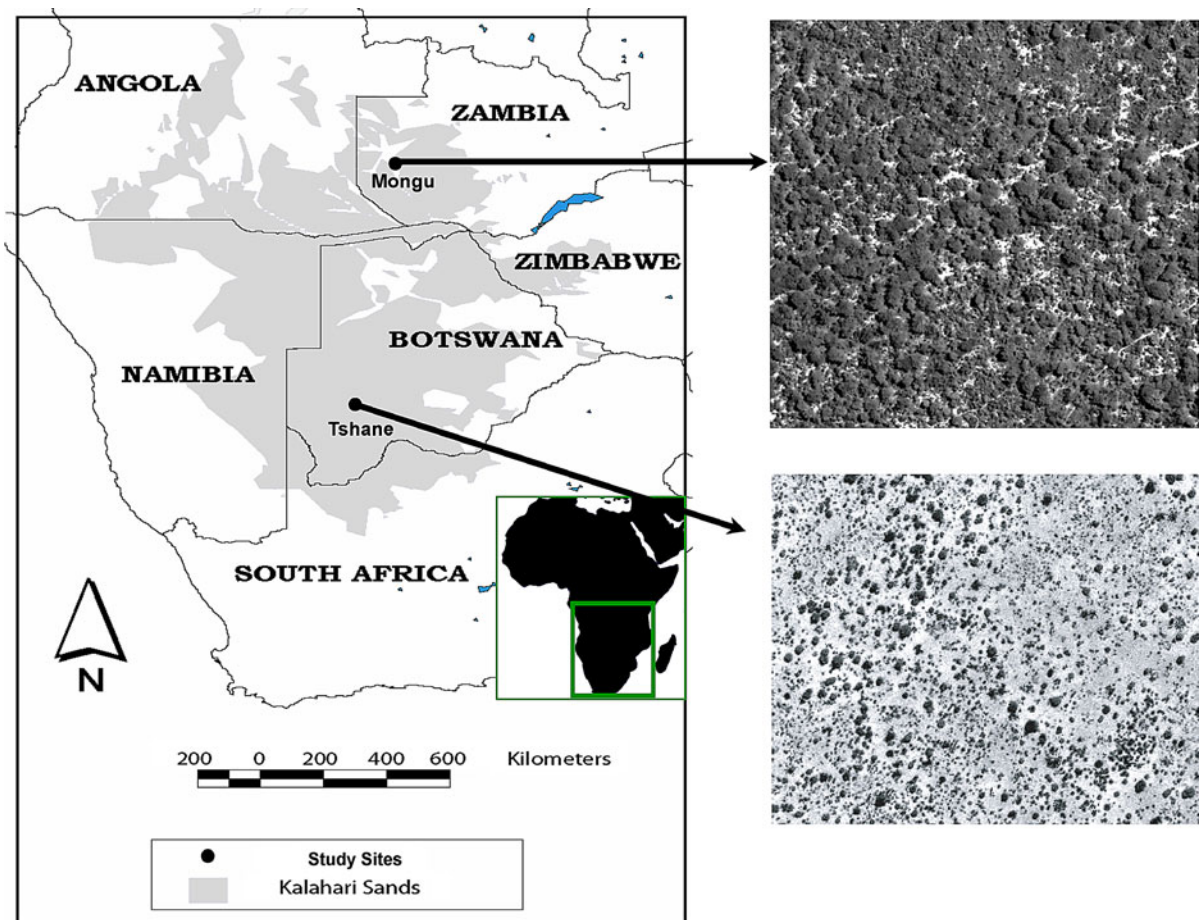 ANGOLA
ZAMBIA
Mongu
ZIMBABWE
BOTSWANA
NAMIBIA
Tshane
SOUTH AFRICA
N
200 0 200 400 600 Kilometers
Study Sites
Kalahari Sands